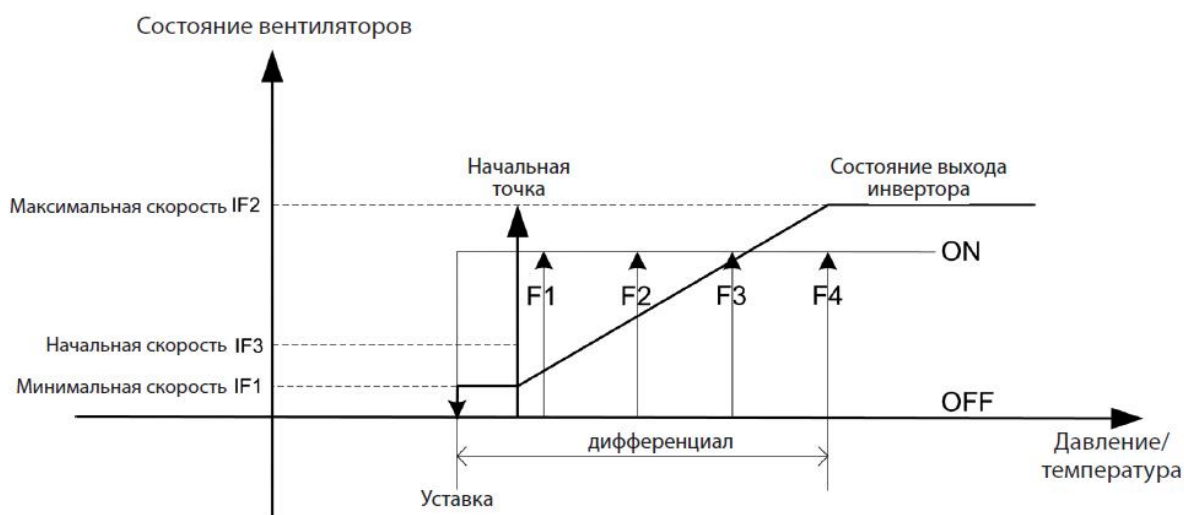 Состояние вентиляторов
Начальная
точка
Состояние выхода
инвертора
Максимальная скорость IF2
ON
F1
F2
F3
F4
Начальная скорость IF3
Минимальная скорость IF1
OFF
дифференциал
Давление/
температура
Уставка